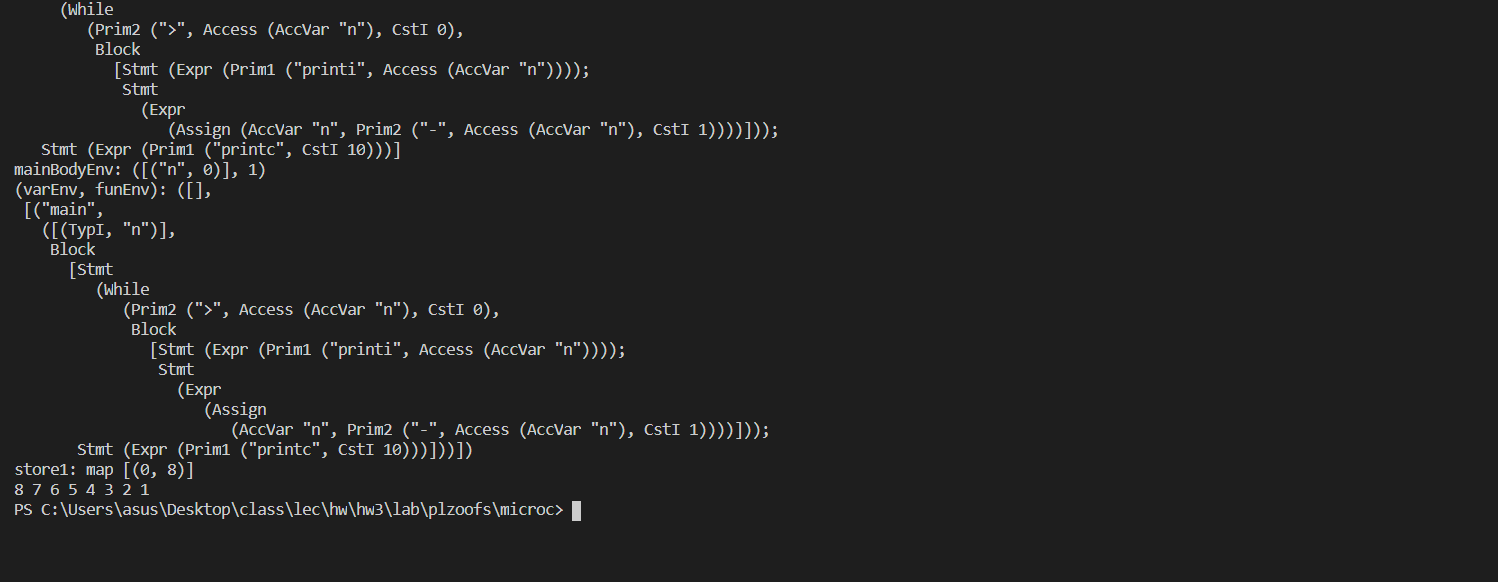 (While
(Prim2 (">", Access (AccVar "n"), CstI 0),
Block
[Stmt (Expr (Prim1 ("printi", Access (AccVar "n"))));
Stmt
(Expr
(Assign (AccVar "n", Prim2 ("-", Access (AccVar "n"), CstI 1))))]));
Stmt (Expr (Prim1 ("printc", CstI 10)))]
mainBodyEnv: ([("n", 0)], 1)
(varEnv, funEnv): ([],
[("main",
([(TypI, "n")],
Block
[Stmt
(While
(Prim2 (">", Access (AccVar "n"), CstI 0),
Block
[Stmt (Expr (Prim1 ("printi", Access (AccVar "n"))));
Stmt
(Expr
(Assign
(AccVar "n", Prim2 ("-", Access (AccVar "n"), CstI 1))))]));
Stmt (Expr (Prim1 ("printc", CstI 10)))]))])
store1: map [(0, 8)]
8 7 6 5 4 3 2 1
PS C:\Users\asus\Desktop\class\lec\hw\hw3\lab\plzoofs\microc>